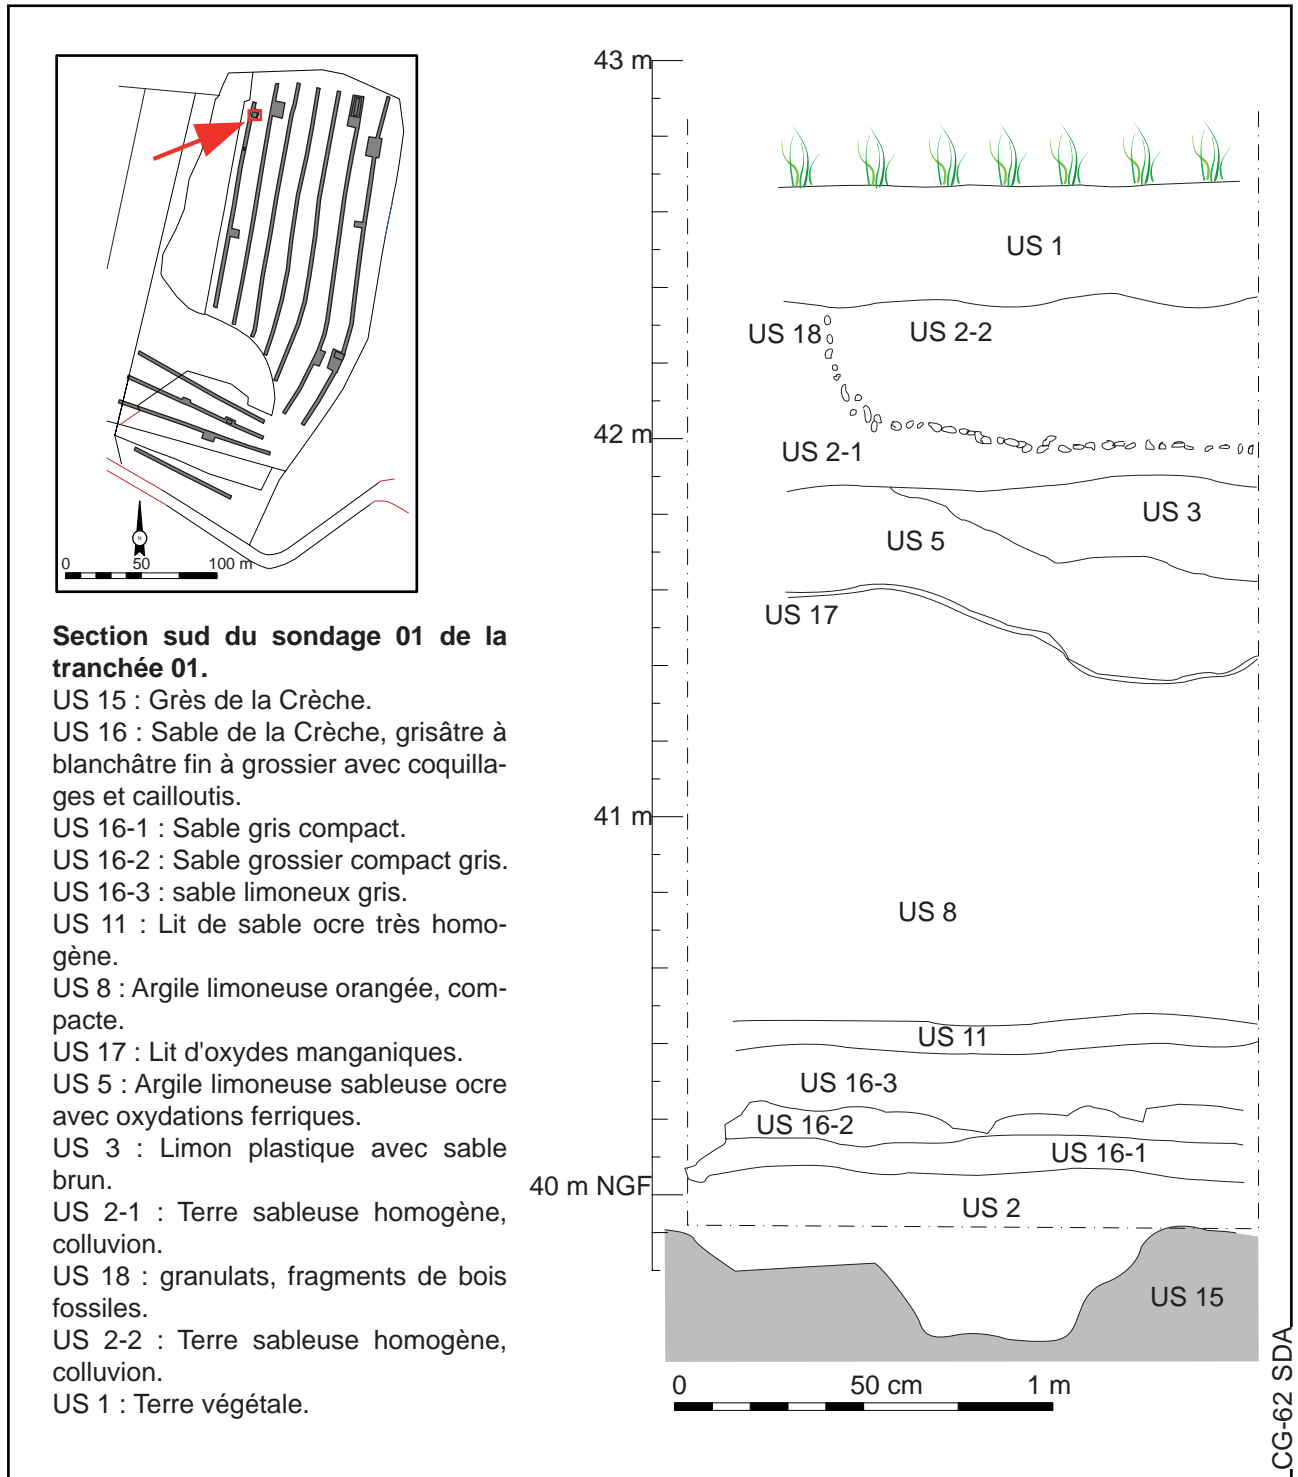 0
50
100 m
N
Section sud du sondage 01 de la
tranchée 01.
US 15 : Grès de la Crèche.
US 16 : Sable de la Crèche, grisâtre à
blanchâtre fin à grossier avec coquilla-
ges et cailloutis.
US 16-1 : Sable gris compact.
US 16-2 : Sable grossier compact gris.
US 16-3 : sable limoneux gris.
US 11 : Lit de sable ocre très homo-
gène.
US 8 : Argile limoneuse orangée, com-
pacte.
US 17 : Lit d'oxydes manganiques.
US 5 : Argile limoneuse sableuse ocre
avec oxydations ferriques.
US 3 : Limon plastique avec sable
brun.
US 2-1 : Terre sableuse homogène,
colluvion.
US 18 : granulats, fragments de bois
fossiles.
US 2-2 : Terre sableuse homogène,
colluvion.
US 1 : Terre végétale.
43 m
US 1
US 18
US 2-2
42 m
US 2-1
US 3
US 5
US 17
41 m
US 8
US 11
US 16-3
US 16-2
US 16-1
40 m NGF
US 2
US 15
0
50 cm
1 m
CG-62 SDA